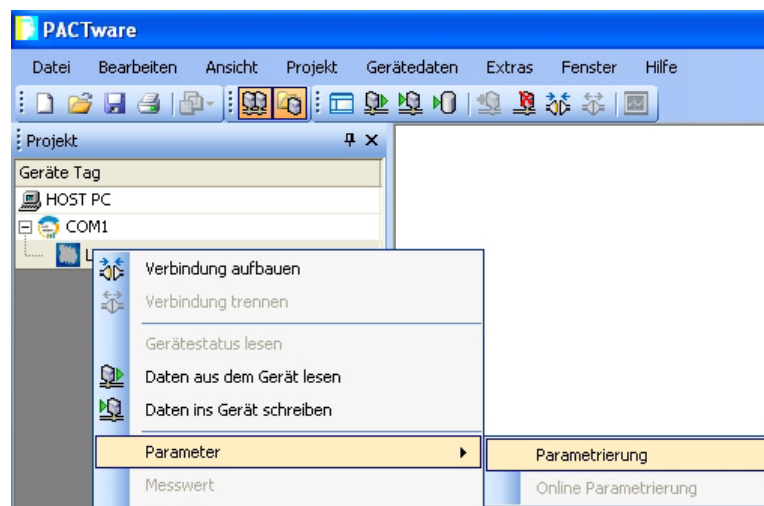 PACTware
Datei Bearbeiten Ansicht Projekt Gerätedaten Extras Fenster Hilfe
Projekt
Geräte Tag
HOST PC
COM1
L
Verbindung aufbauen
Verbindung trennen
Gerätestatus lesen
Daten aus dem Gerät lesen
Daten ins Gerät schreiben
Parameter
Parametrierung
Messwert
Online Parametrierung